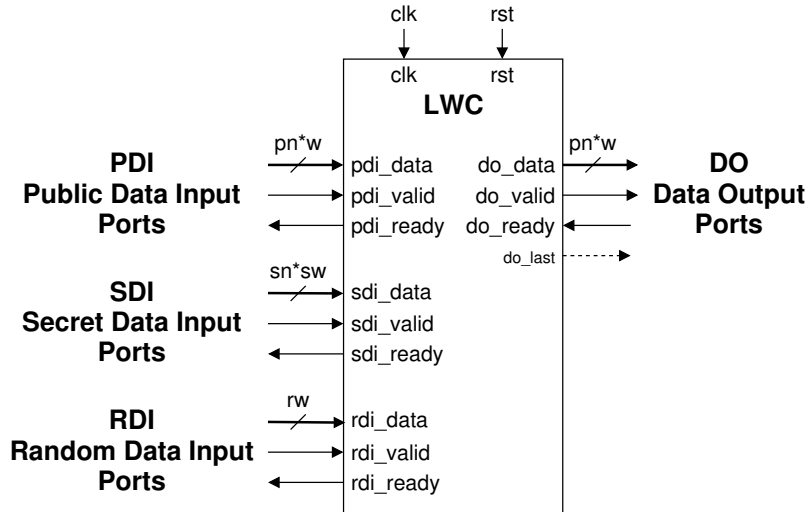 clk rst
clk rst
LWC
PDI
Public Data Input
Ports
pn*w
pdi_data
pdi_valid
pdi_ready
do_data
do_valid
do_ready
do_last
pn*w
DO
Data Output
Ports
SDI
Secret Data Input
Ports
sn*sw
sdi_data
sdi_valid
sdi_ready
RDI
Random Data Input
Ports
rw
rdi_data
rdi_valid
rdi_ready